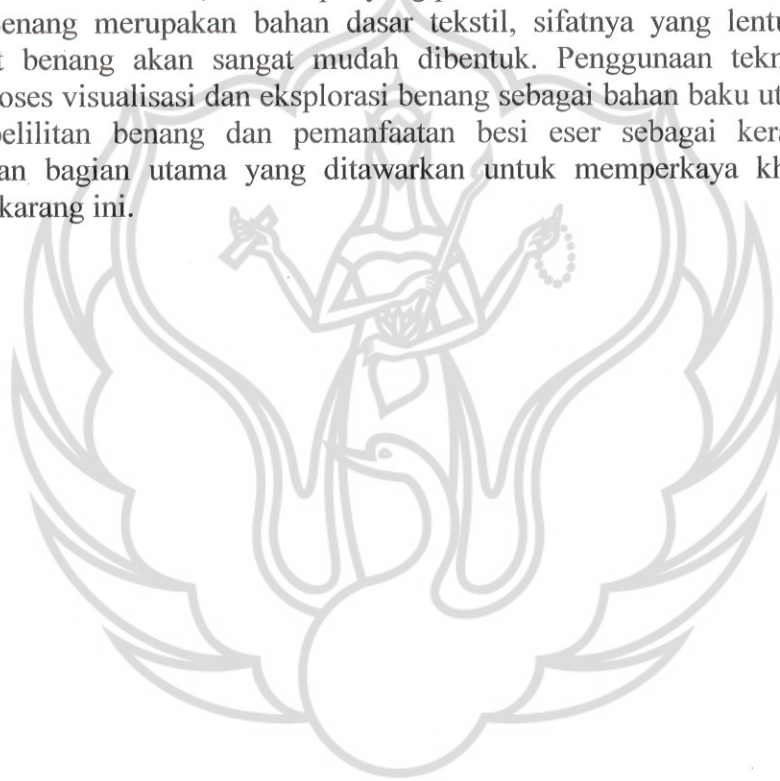 enang merupakan bahan dasar tekstil, sifatnya yang lentu
benang akan sangat mudah dibentuk. Penggunaan tekn
oses visualisasi dan eksplorasi benang sebagai bahan baku ut
elilitan benang dan pemanfaatan besi eser sebagai ker
an bagian utama yang ditawarkan untuk memperkaya kh
karang ini.